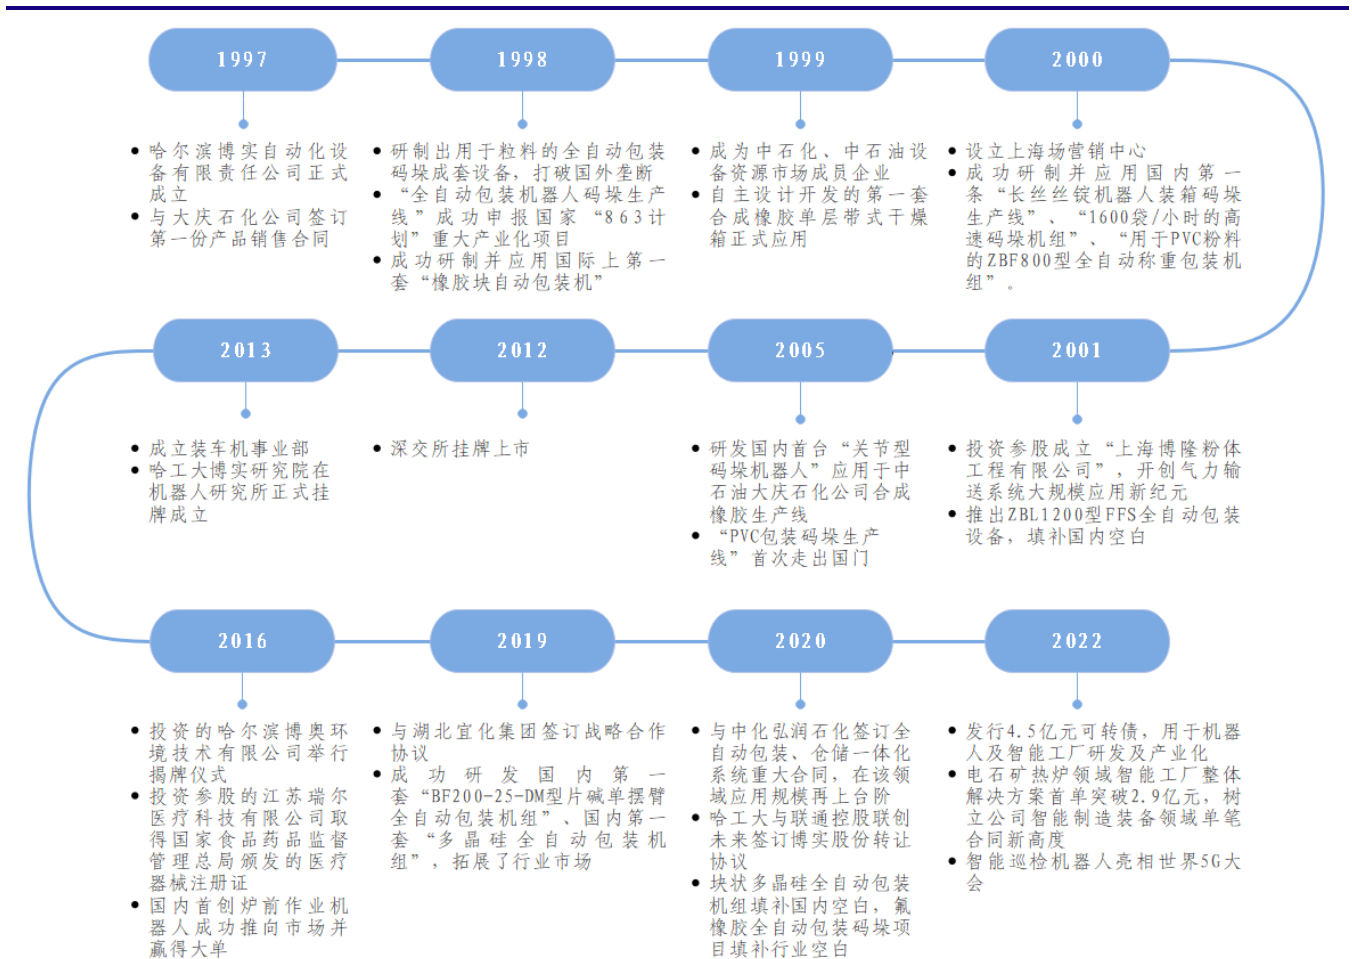 1997
哈尔滨博实自动化设
备有限责任公司正式
成立
与大庆石化公司签订
第一份产品销售合同
1998
研制出用于粒料的全自动包装
码垛成套设备，打破国外垄断
“全自动包装机器人码垛生产
线”成功申报国家“863计
划”重大产业化项目
成功研制并应用国际上第一
套“橡胶块自动包装机”
1999
成为中石化、中石油设
备资源市场成员企业
自主设计开发的第一套
合成橡胶单层带式干燥
箱正式应用
2000
设立上海场营销中心
成功研制并应用国内第一
条“长丝丝锭机器人装箱码垛
生产线”、“1600袋/小时的高
速码垛机组”、“用于PVC粉料
的ZBF800型全自动称重包装机
组”。
2013
成立装车机事业部
哈工大博实研究院在
机器人研究所正式挂
牌成立
2012
深交所挂牌上市
2005
研发国内首台“关节型
码垛机器人”应用于中
石油大庆石化公司合成
橡胶生产线
“PVC包装码垛生产
线”首次走出国门
2001
投资参股成立“上海博隆粉体
工程有限公司”，开创气力输
送系统大规模应用新纪元
推出ZBL1200型FFS全自动包装
设备，填补国内空白
2016
投资的哈尔滨博奥环
境技术有限公司举行
揭牌仪式
投资参股的江苏瑞尔
医疗科技有限公司取
得国家食品药品监督
管理总局颁发的医疗
器械注册证
国内首创炉前作业机
器人成功推向市场并
赢得大单
2019
与湖北宜化集团签订战略合作
协议
成功研发国内第一
套“BF200-25-DM型片碱单摆臂
全自动包装机组”、国内第一
套“多晶硅全自动包装机
组”，拓展了行业市场
2020
与中化弘润石化签订全
自动包装、仓储一体化
系统重大合同，在该领
域应用规模再上台阶
哈工大与联通控股联创
未来签订博实股份转让
协议
块状多晶硅全自动包装
机组填补国内空白，氟
橡胶全自动包装码垛项
目填补行业空白
2022
发行4.5亿元可转债，用于机器
人及智能工厂研发及产业化
电石矿热炉领域智能工厂整体
解决方案首单突破2.9亿元，树
立公司智能制造装备领域单笔
合同新高度
智能巡检机器人亮相世界5G大
会